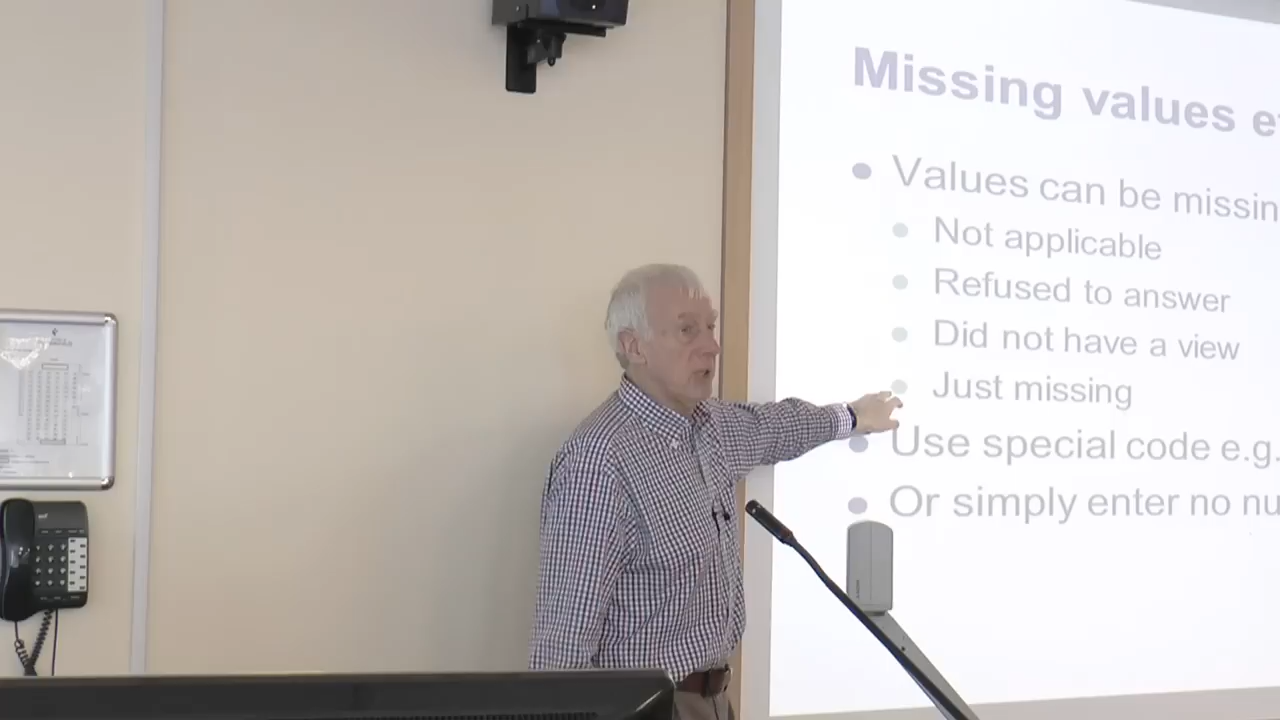 Missing values e
Values can be missin
Not applicable
Refused to answer
Did not have a view
Just missing
Use special code e.g.
Or simply enter no nu